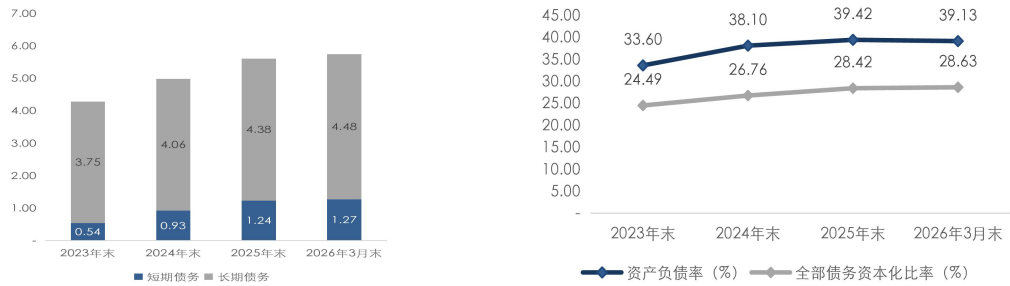 7.00
6.00
5.00
4.00
3.00
2.00
1.00
-
3.75
4.06
4.38
4.48
0.54
0.93
1.24
1.27
2023年末
2024年末
2025年末
2026年3月末
短期债务
长期债务
45.00
40.00
35.00
30.00
25.00
20.00
15.00
10.00
5.00
-
33.60
38.10
39.42
39.13
24.49
26.76
28.42
28.63
2023年末
2024年末
2025年末
2026年3月末
资产负债率（%）
全部债务资本化比率（%）